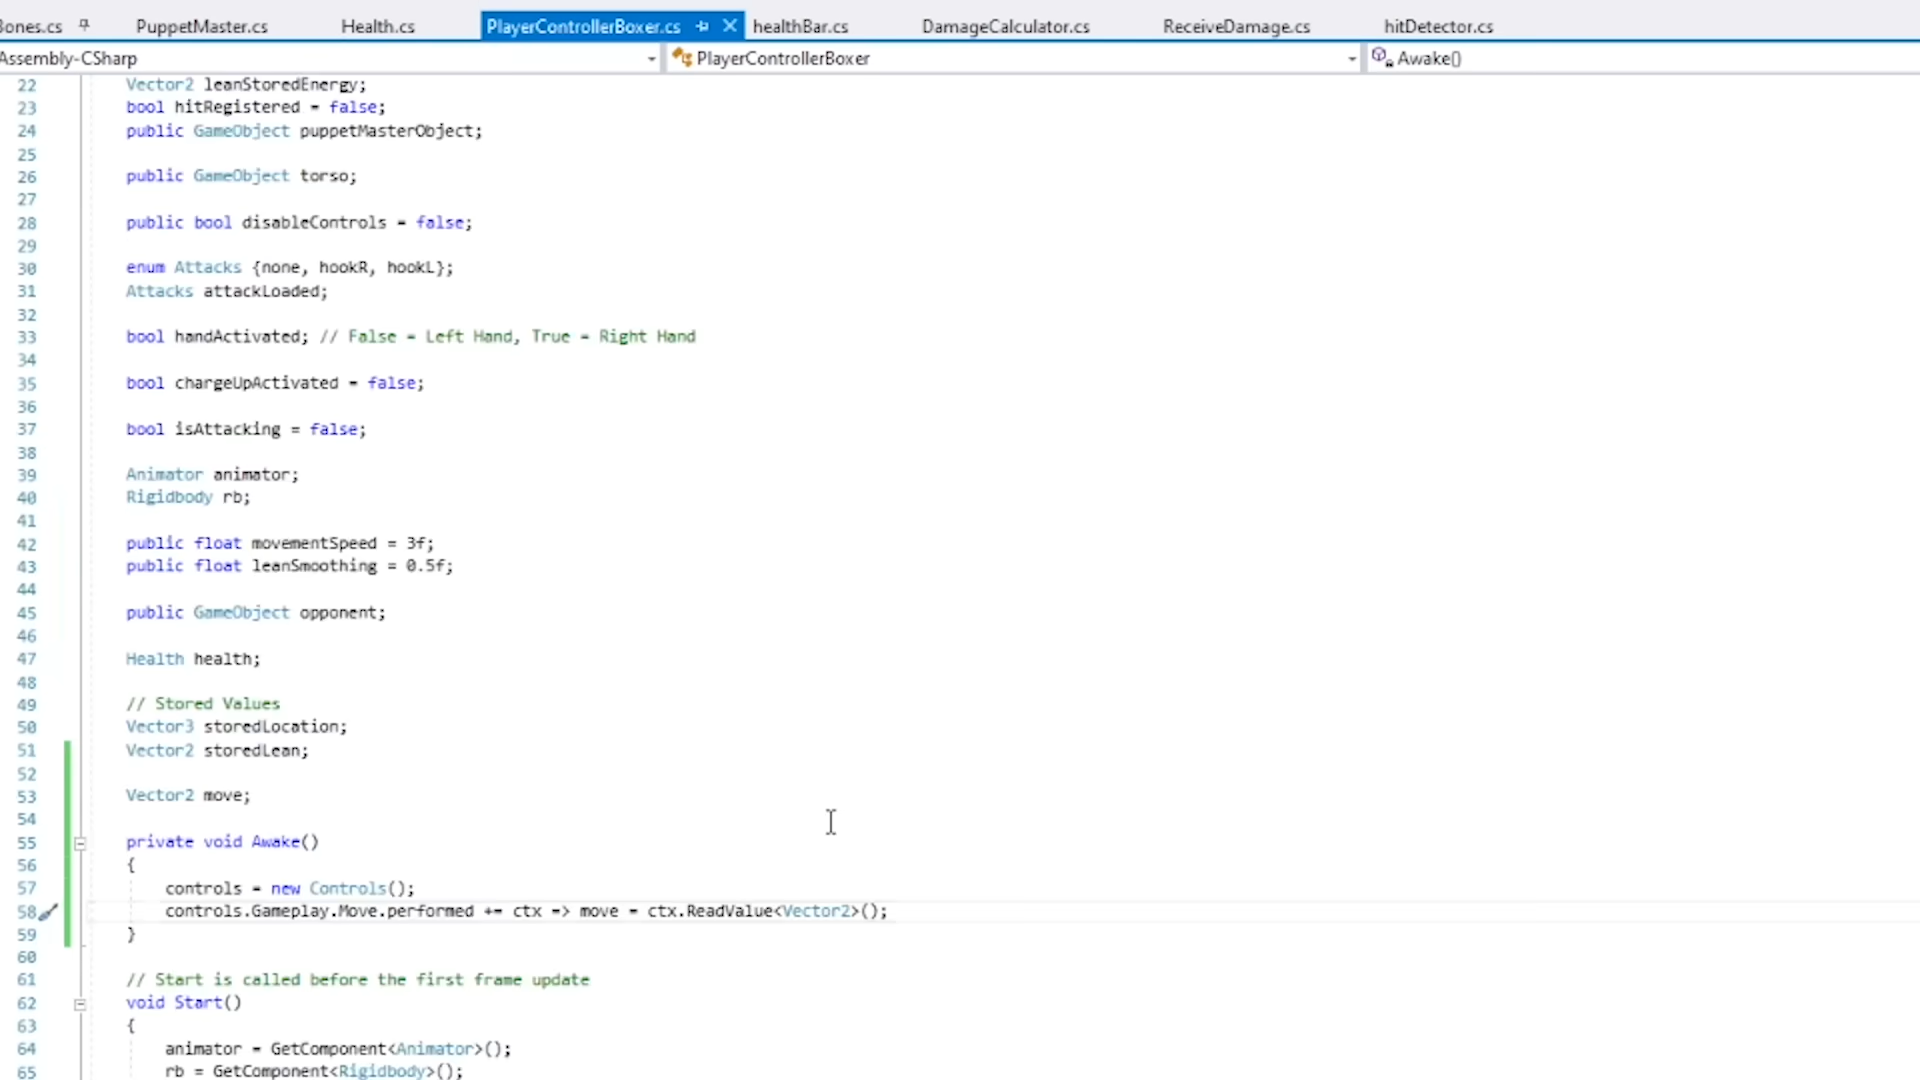 Bones.cs PuppetMaster.cs Health.cs PlayerControllerBoxer.cs healthBar.cs DamageCalculator.cs ReceiveDamage.cs hitDetector.cs
Assembly-CSharp PlayerControllerBoxer Awake()
22 Vector2 leanStoredEnergy;
23 bool hitRegistered = false;
24 public GameObject puppetMasterObject;
25
26 public GameObject torso;
27
28 public bool disableControls = false;
29
30 enum Attacks {none, hookR, hookL};
31 Attacks attackLoaded;
32
33 bool handActivated; // False = Left Hand, True = Right Hand
34
35 bool chargeUpActivated = false;
36
37 bool isAttacking = false;
38
39 Animator animator;
40 Rigidbody rb;
41
42 public float movementSpeed = 3f;
43 public float leanSmoothing = 0.5f;
44
45 public GameObject opponent;
46
47 Health health;
48
49 // Stored Values
50 Vector3 storedLocation;
51 Vector2 storedLean;
52
53 Vector2 move;
54
55 private void Awake()
56 {
57 controls = new Controls();
58 controls.Gameplay.Move.performed += ctx => move = ctx.ReadValue<Vector2>();
59 }
60
61 // Start is called before the first frame update
62 void Start()
63 {
64 animator = GetComponent<Animator>();
65 rb = GetComponent<Rigidbody>();